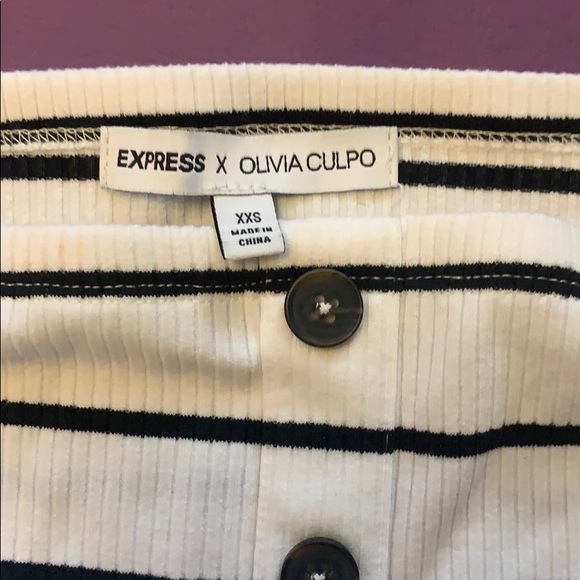 EXPRESS X OLIVIA CULPO
XXS
MADE IN
CHINA